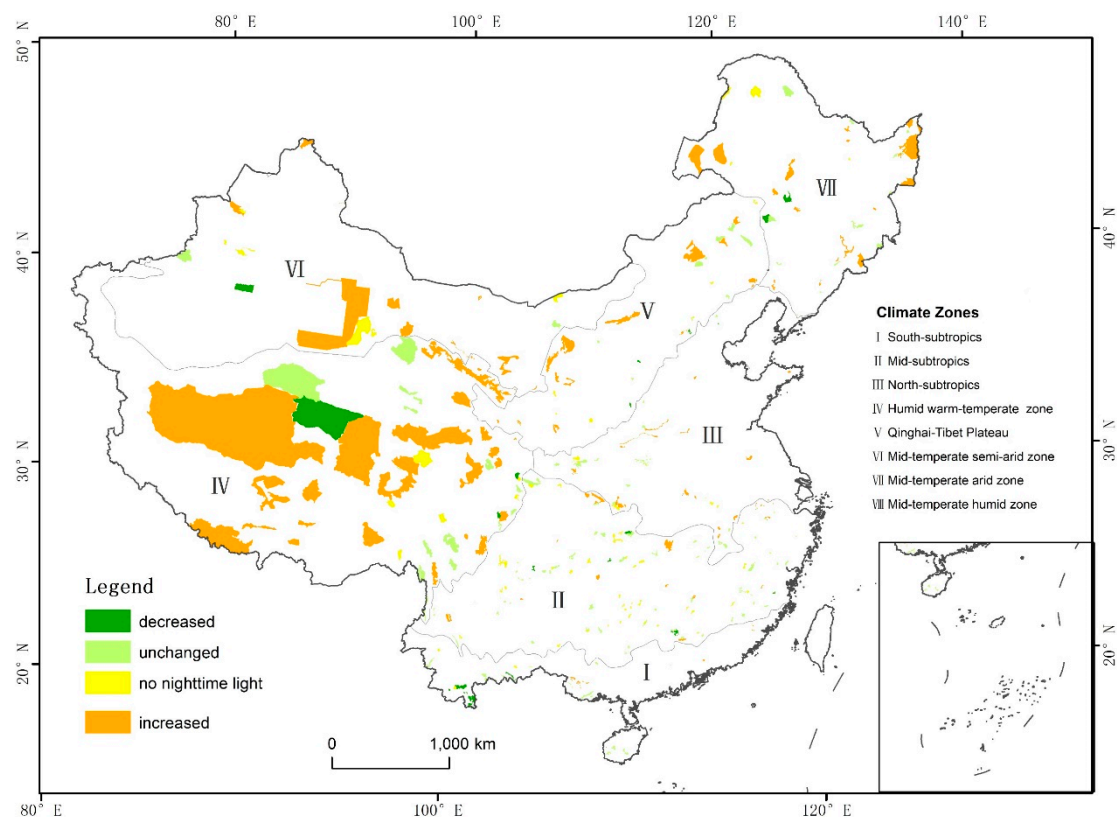 80° E
100° E
120° E
140° E
50° N
40° N
40° N
30° N
30° N
20° N
20° N
Ⅶ
Ⅵ
Ⅴ
Ⅲ
Ⅳ
Ⅱ
Ⅰ
Climate Zones
Ⅰ South-subtropics
Ⅱ Mid-subtropics
Ⅲ North-subtropics
Ⅳ Humid warm-temperate zone
Ⅴ Qinghai-Tibet Plateau
Ⅵ Mid-temperate semi-arid zone
Ⅶ Mid-temperate arid zone
Ⅷ Mid-temperate humid zone
Legend
decreased
unchanged
no nighttime light
increased
0 1,000 km
80° E
100° E
120° E